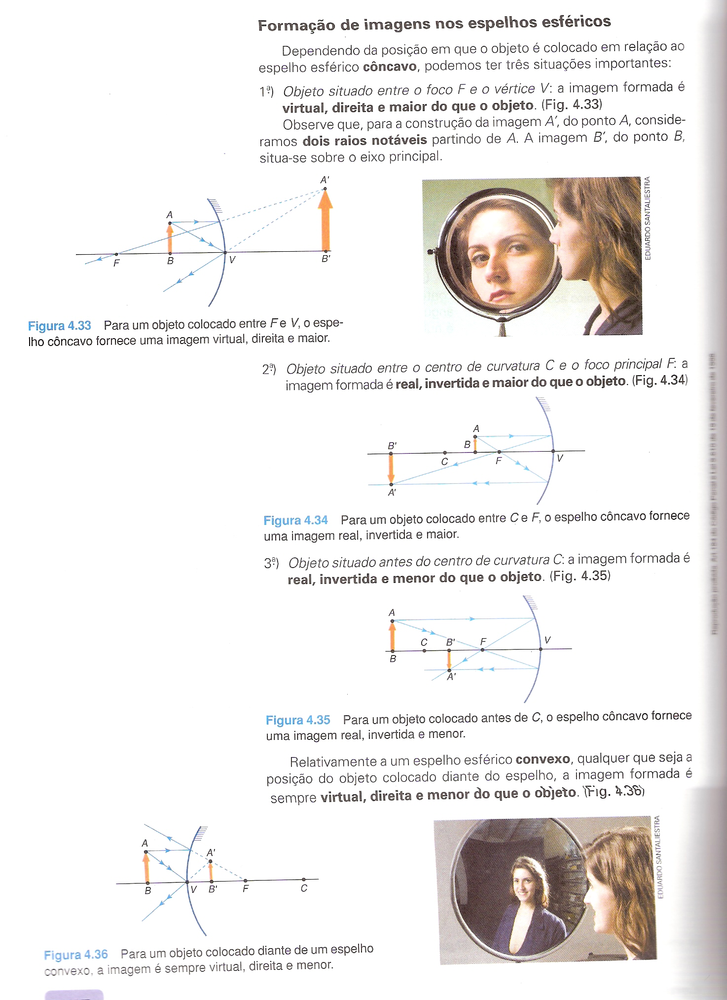 Formação de imagens nos espelhos esféricos
Dependendo da posição em que o objeto é colocado em relação ao
espelho esférico côncavo, podemos ter três situações importantes:
1ª) Objeto situado entre o foco F e o vértice V: a imagem formada é
virtual, direita e maior do que o objeto. (Fig. 4.33)
Observe que, para a construção da imagem A′, do ponto A, conside-
ramos dois raios notáveis partindo de A. A imagem B′, do ponto B,
situa-se sobre o eixo principal.
A'
A
F
B
V
B'
EDUARDO SANTALIESTRA
Figura 4.33 Para um objeto colocado entre F e V, o espe-
lho côncavo fornece uma imagem virtual, direita e maior.
2ª) Objeto situado entre o centro de curvatura C e o foco principal F: a
imagem formada é real, invertida e maior do que o objeto. (Fig. 4.34)
A
B'
B
C
F
V
A'
Figura 4.34 Para um objeto colocado entre C e F, o espelho côncavo fornece
uma imagem real, invertida e maior.
3ª) Objeto situado antes do centro de curvatura C: a imagem formada é
real, invertida e menor do que o objeto. (Fig. 4.35)
A
C
B'
F
V
B
A'
Figura 4.35 Para um objeto colocado antes de C, o espelho côncavo fornece
uma imagem real, invertida e menor.
Relativamente a um espelho esférico convexo, qualquer que seja a
posição do objeto colocado diante do espelho, a imagem formada é
sempre virtual, direita e menor do que o objeto. (Fig. 4.36)
A
A'
B
V
B'
F
C
EDUARDO SANTALIESTRA
Figura 4.36 Para um objeto colocado diante de um espelho
convexo, a imagem é sempre virtual, direita e menor.
Reprodução proibida. Art. 184 do Código Penal e Lei 9.610 de 19 de fevereiro de 1998